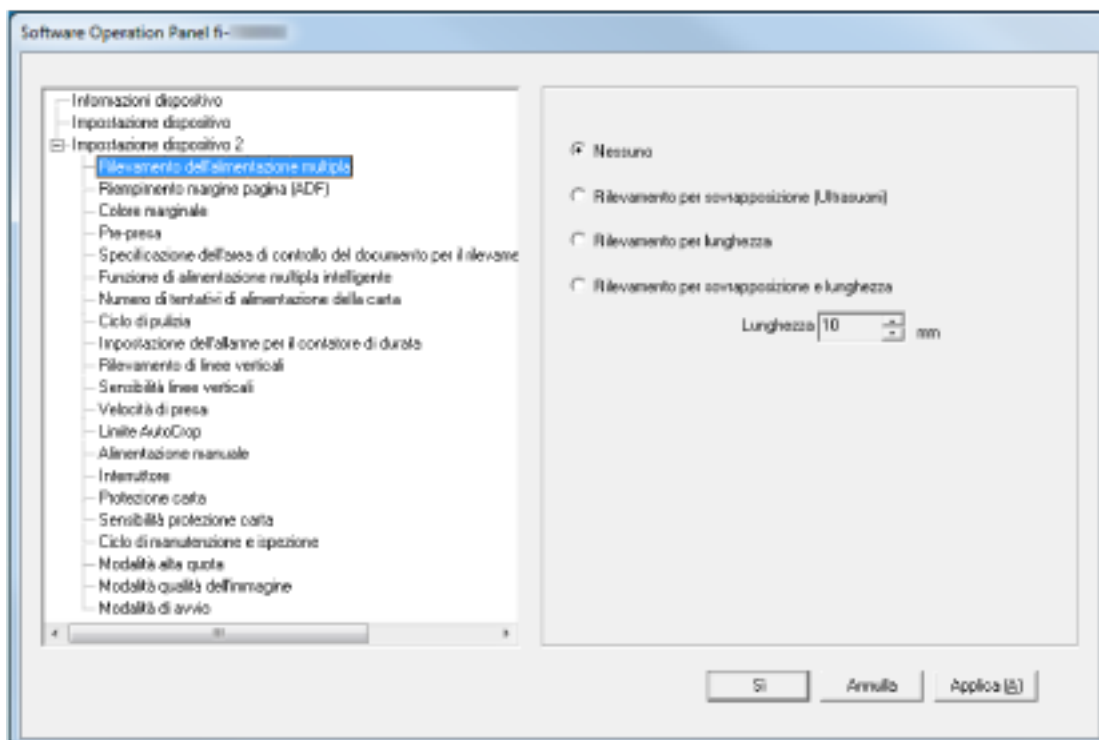 Software Operation Panel fi-
Informazioni dispositivo
Impostazione dispositivo
Impostazione dispositivo 2
Rilevamento dell'alimentazione multipla
Riempimento margine pagina (ADF)
Colore marginale
Pre-presa
Specificazione dell'area di controllo del documento per il rilevame
Funzione di alimentazione multipla intelligente
Numero di tentativi di alimentazione della carta
Ciclo di pulizia
Impostazione dell'allarme per il contatore di durata
Rilevamento di linee verticali
Sensibilità linee verticali
Velocità di presa
Limite AutoCrop
Alimentazione manuale
Interruttore
Protezione carta
Sensibilità protezione carta
Ciclo di manutenzione e ispezione
Modalità alta quota
Modalità qualità dell'immagine
Modalità di avvio
Nessuno
Rilevamento per sovrapposizione (Ultrasuoni)
Rilevamento per lunghezza
Rilevamento per sovrapposizione e lunghezza
Lunghezza 10 mm
Sì Annulla Applica (A)